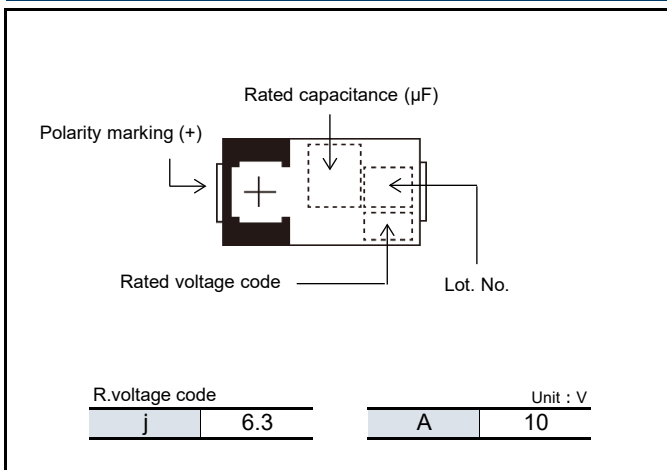 Rated capacitance (μF)
Polarity marking (+)
+
Rated voltage code
Lot. No.
R.voltage code
Unit：V
j 6.3 A 10